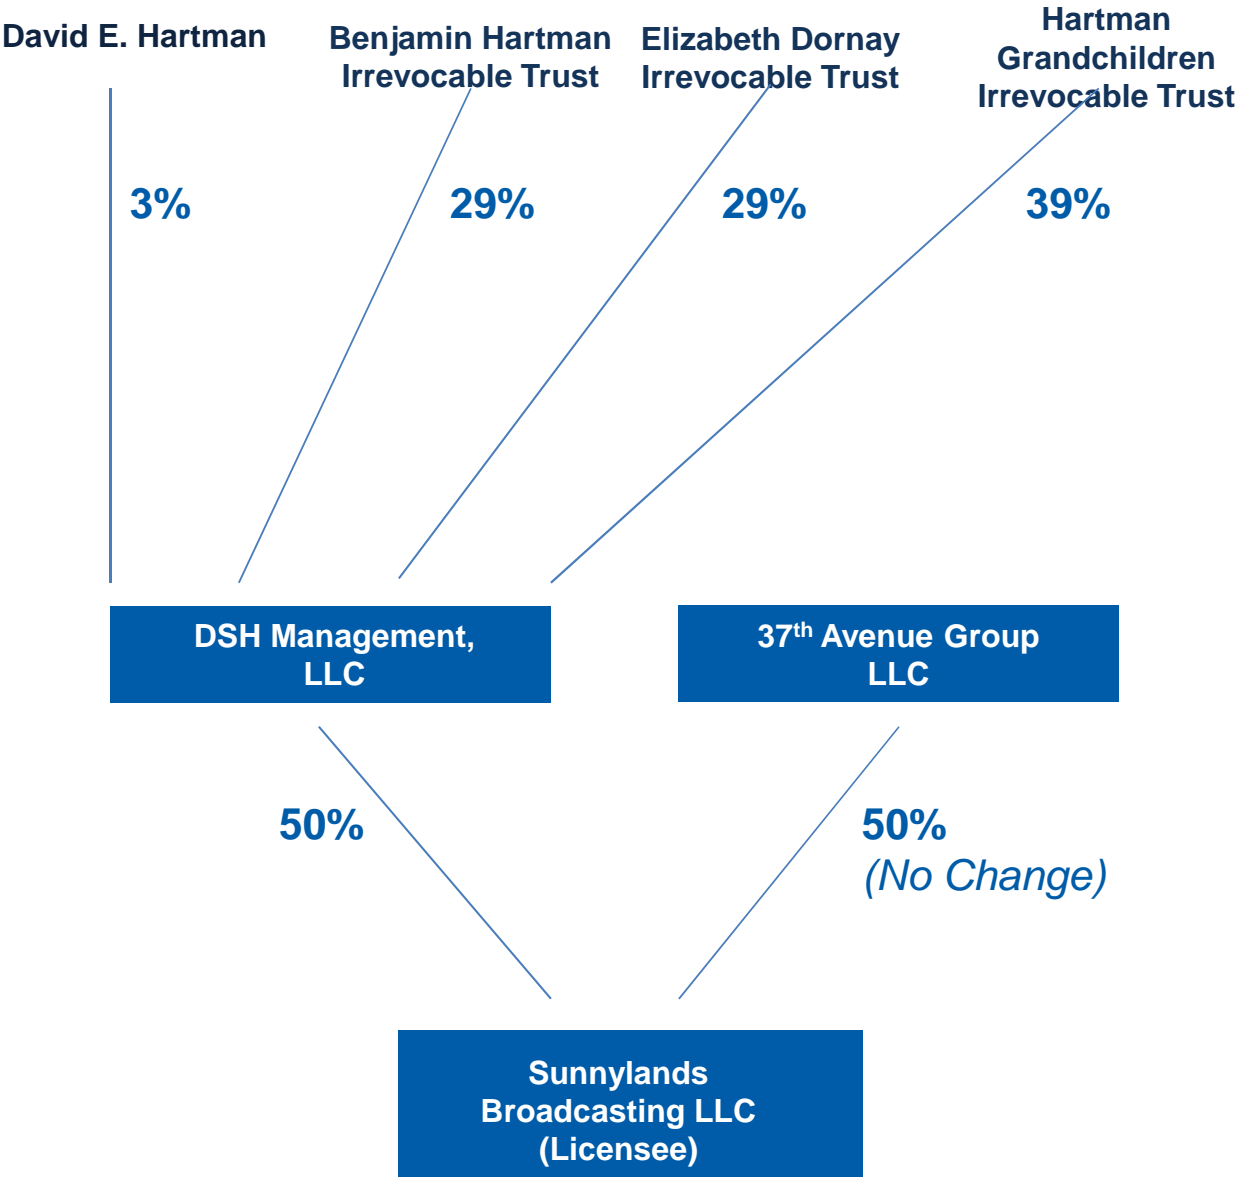 David E. Hartman
Benjamin Hartman
Irrevocable Trust
Elizabeth Dornay
Irrevocable Trust
Hartman
Grandchildren
Irrevocable Trust
3%
29%
29%
39%
DSH Management,
LLC
37th Avenue Group
LLC
50%
50%
(No Change)
Sunnylands
Broadcasting LLC
(Licensee)